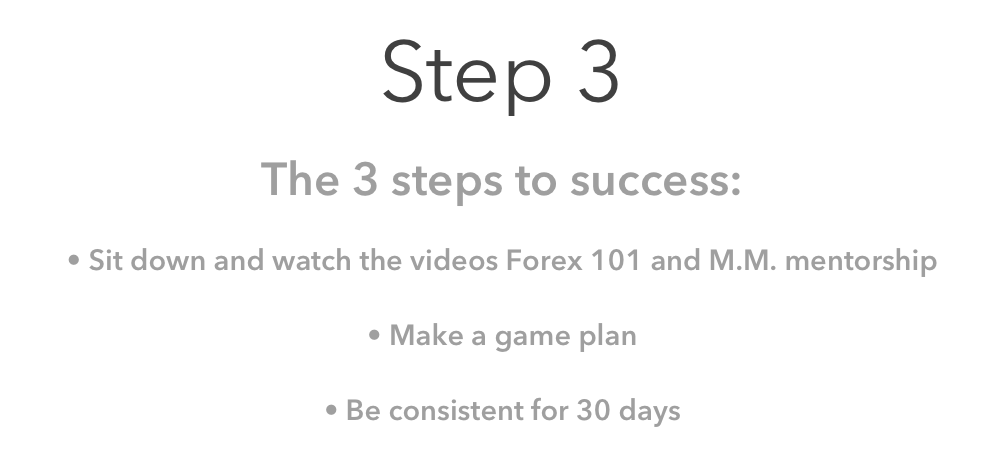 Step 3
The 3 steps to success:
• Sit down and watch the videos Forex 101 and M.M. mentorship
• Make a game plan
• Be consistent for 30 days